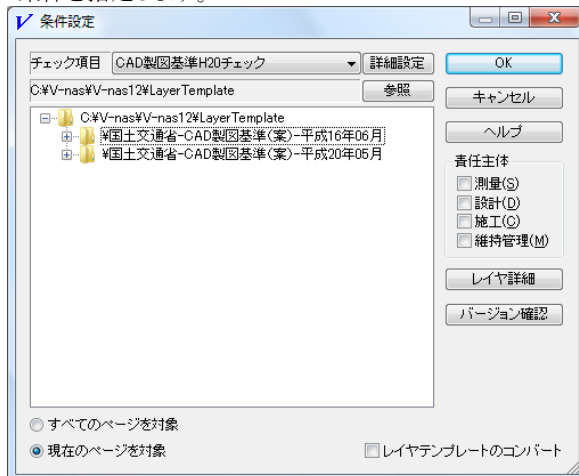 条件設定
チェック項目 CAD製図基準H20チェック 詳細設定 OK
C:¥V-nas¥V-nas12¥LayerTemplate 参照 キャンセル
C:¥V-nas¥V-nas12¥LayerTemplate
¥国土交通省-CAD製図基準(案)-平成16年06月
¥国土交通省-CAD製図基準(案)-平成20年05月
ヘルプ
責任主体
測量(S)
設計(D)
施工(C)
維持管理(M)
レイヤ詳細
バージョン確認
すべてのページを対象
現在のページを対象 レイヤテンプレートのコンバート